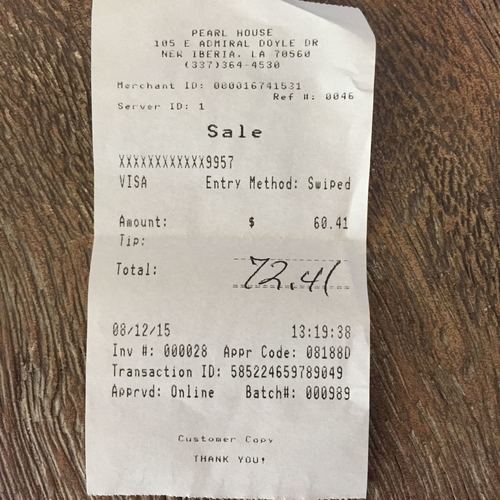 PEARL HOUSE
105 E ADMIRAL DOYLE DR
NEW IBERIA, LA 70560
(337)364-4530
Merchant ID: 000016741531
Ref #: 0046
Server ID: 1
Sale
XXXXXXXXXXXX9957
VISA Entry Method: Swiped
Amount: $ 60.41
Tip:
Total: 72.41
08/12/15 13:19:38
Inv #: 000028 Appr Code: 08188D
Transaction ID: 585224659789049
Apprvd: Online Batch#: 000989
Customer Copy
THANK YOU!